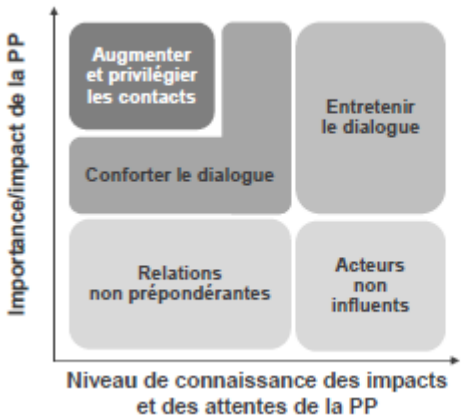 Importance/impact de la PP
Augmenter
et privilégier
les contacts
Entretenir
le dialogue
Conforter le dialogue
Relations
non prépondérantes
Acteurs
non
influents
Niveau de connaissance des impacts
et des attentes de la PP